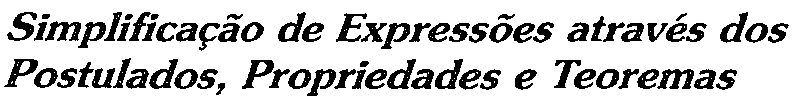 Simplificação de Expressões através dos
Postulados, Propriedades e Teoremas